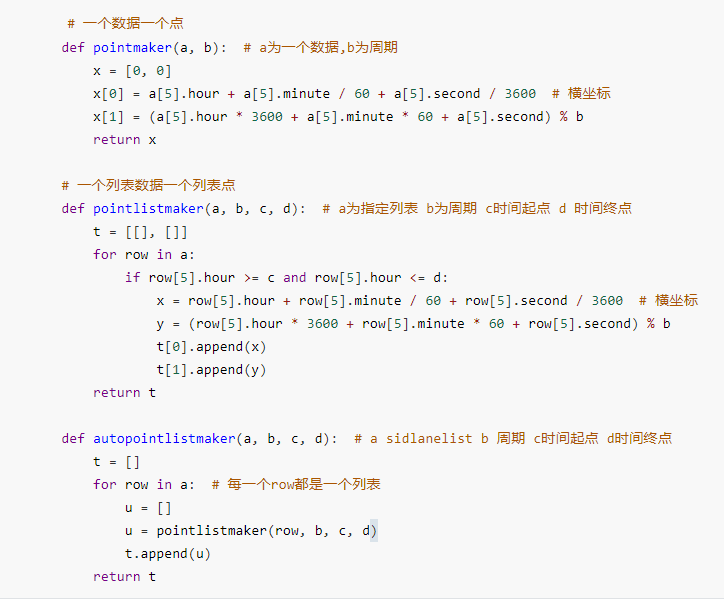 # 一个数据一个点
def pointmaker(a, b):  # a为一个数据,b为周期
    x = [0, 0]
    x[0] = a[5].hour + a[5].minute / 60 + a[5].second / 3600  # 横坐标
    x[1] = (a[5].hour * 3600 + a[5].minute * 60 + a[5].second) % b
    return x

# 一个列表数据一个列表点
def pointlistmaker(a, b, c, d):  # a为指定列表 b为周期 c时间起点 d 时间终点
    t = [[], []]
    for row in a:
        if row[5].hour >= c and row[5].hour <= d:
            x = row[5].hour + row[5].minute / 60 + row[5].second / 3600  # 横坐标
            y = (row[5].hour * 3600 + row[5].minute * 60 + row[5].second) % b
            t[0].append(x)
            t[1].append(y)
    return t

def autopointlistmaker(a, b, c, d):  # a sidlanelist b 周期 c时间起点 d时间终点
    t = []
    for row in a:  # 每一个row都是一个列表
        u = []
        u = pointlistmaker(row, b, c, d)
        t.append(u)
    return t